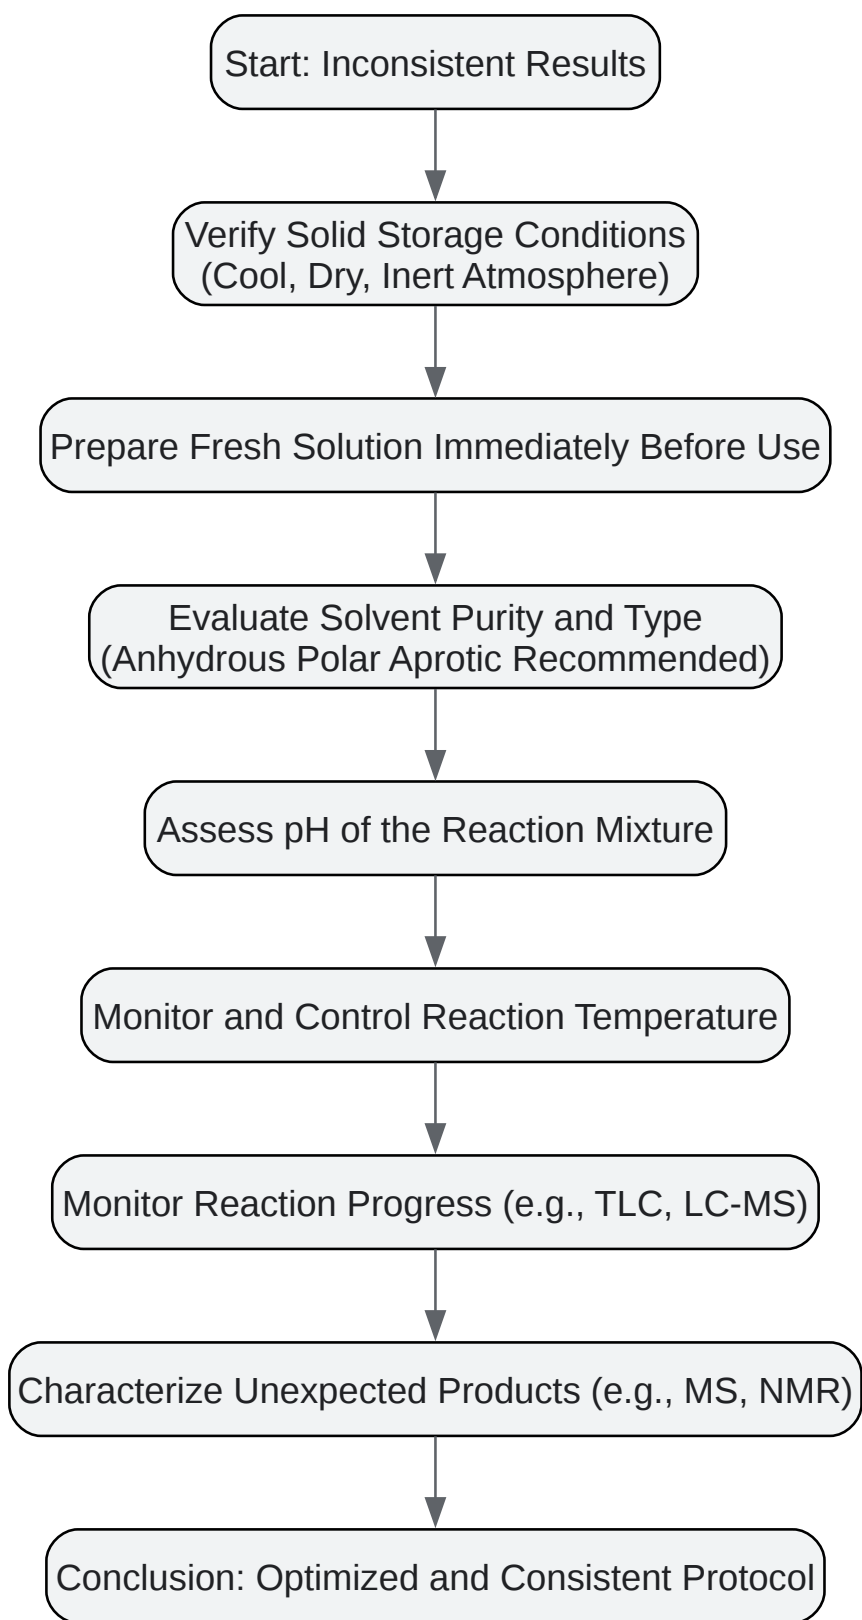 Start: Inconsistent Results
Verify Solid Storage Conditions
(Cool, Dry, Inert Atmosphere)
Prepare Fresh Solution Immediately Before Use
Evaluate Solvent Purity and Type
(Anhydrous Polar Aprotic Recommended)
Assess pH of the Reaction Mixture
Monitor and Control Reaction Temperature
Monitor Reaction Progress (e.g., TLC, LC-MS)
Characterize Unexpected Products (e.g., MS, NMR)
Conclusion: Optimized and Consistent Protocol